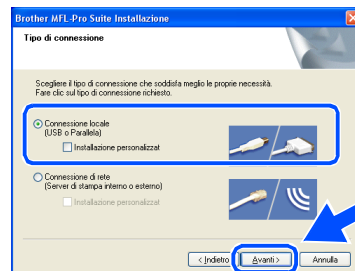 Brother MFL-Pro Suite Installazione
Tipo di connessione
Scegliere il tipo di connessione che soddisfa meglio le proprie necessità.
Fare clic sul tipo di connessione richiesto.
Connessione locale
(USB o Parallela)
Installazione personalizzat
Connessione di rete
(Server di stampa interno o esterno)
Installazione personalizzat
< Indietro
Avanti >
Annulla